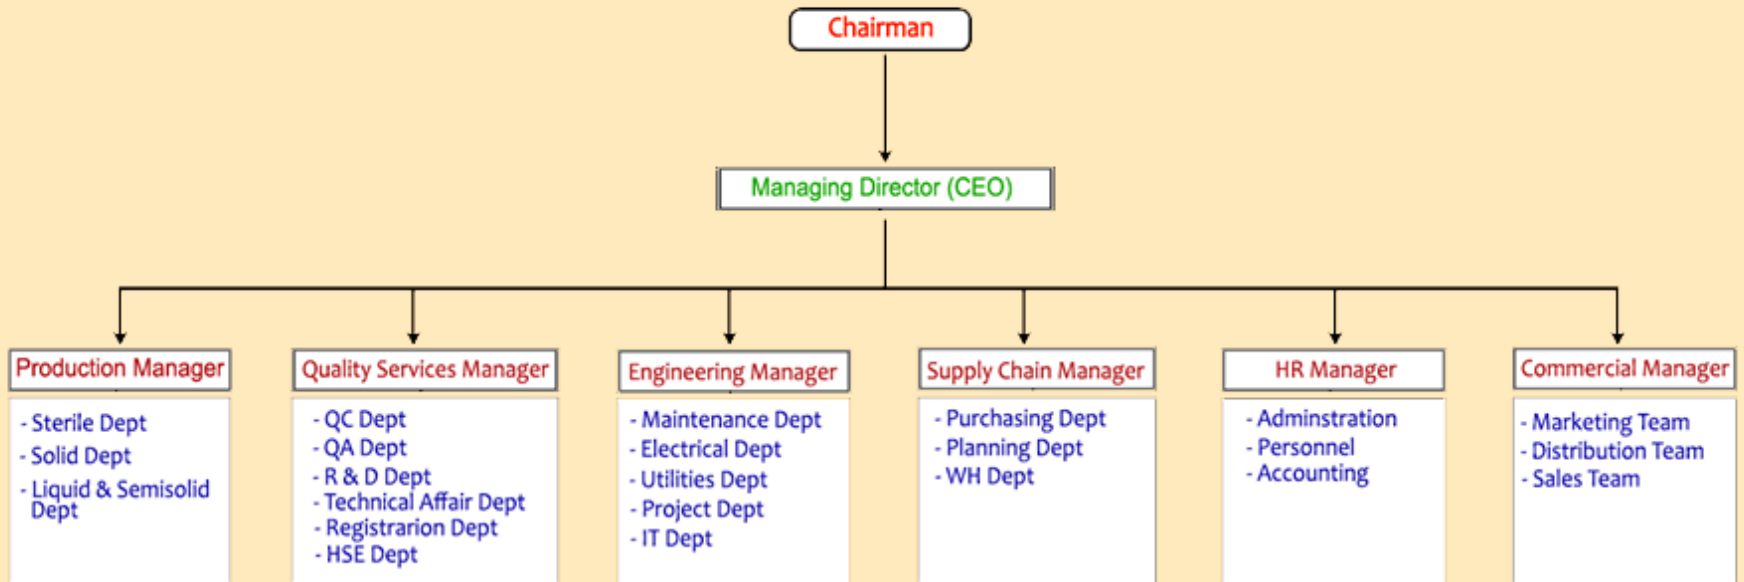 Chairman
Managing Director (CEO)
Production Manager
- Sterile Dept
- Solid Dept
- Liquid & Semisolid
Dept
Quality Services Manager
- QC Dept
- QA Dept
- R & D Dept
- Technical Affair Dept
- Registrarion Dept
- HSE Dept
Engineering Manager
- Maintenance Dept
- Electrical Dept
- Utilities Dept
- Project Dept
- IT Dept
Supply Chain Manager
- Purchasing Dept
- Planning Dept
- WH Dept
HR Manager
- Adminstration
- Personnel
- Accounting
Commercial Manager
- Marketing Team
- Distribution Team
- Sales Team